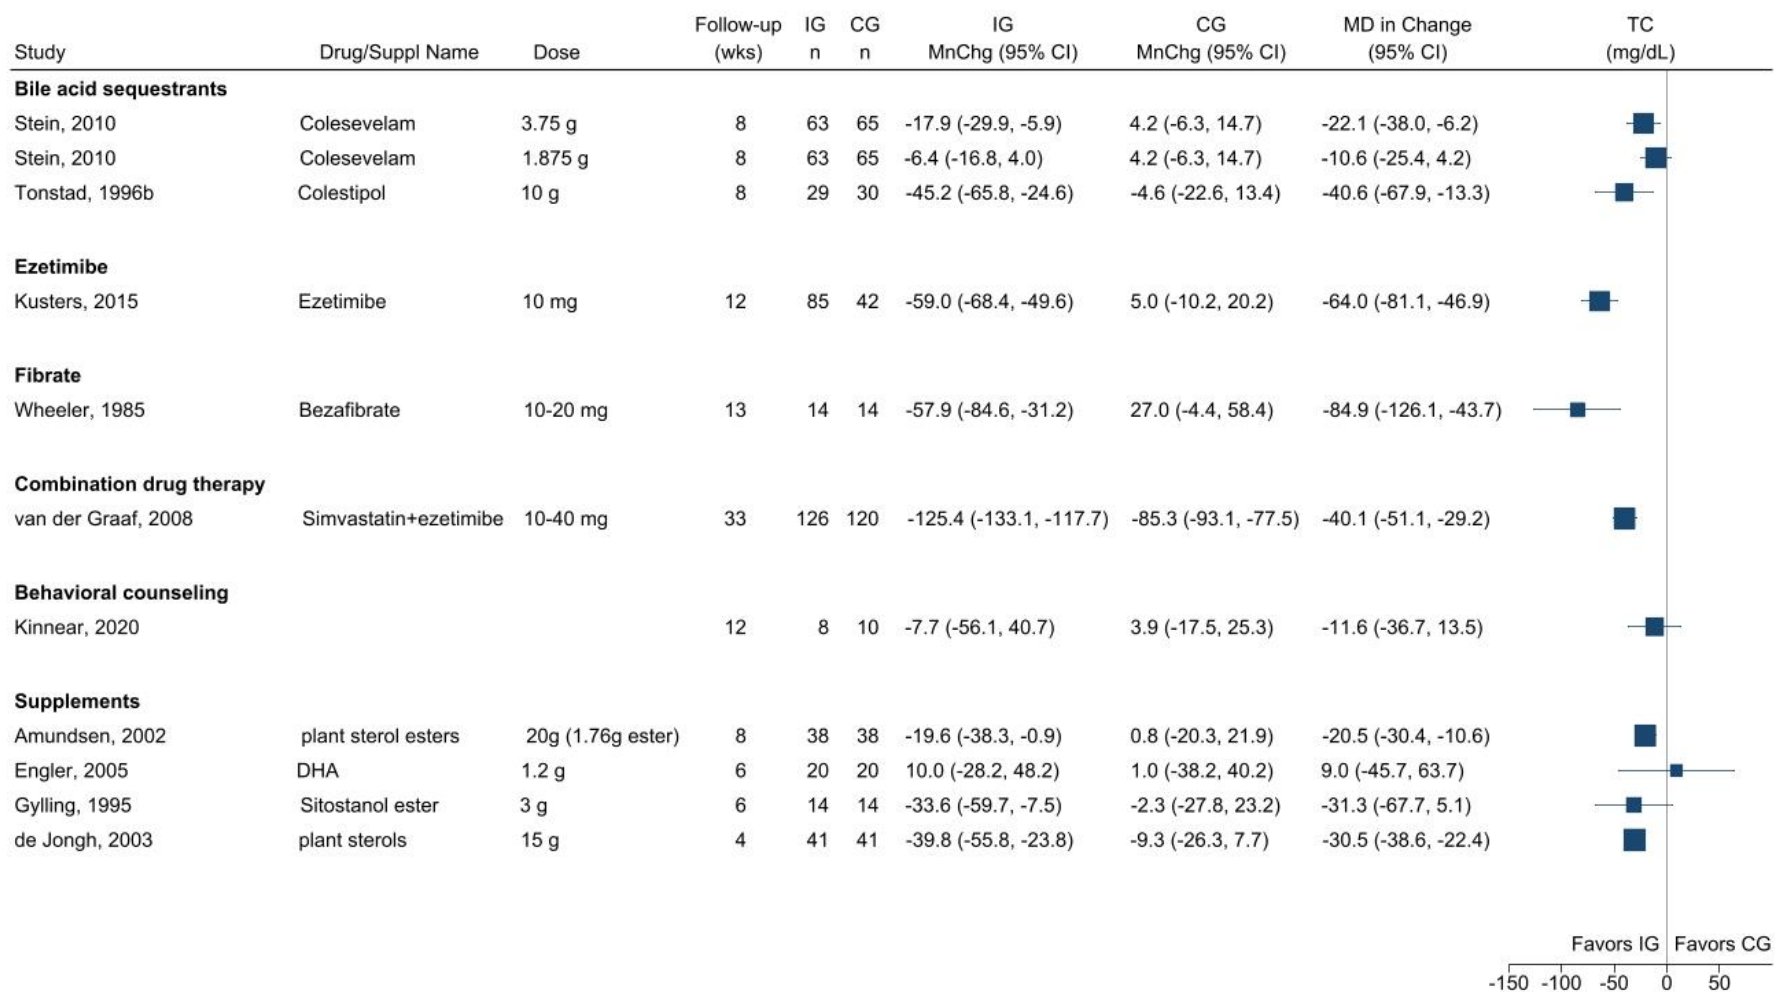 Follow-up IG CG IG CG MD in Change TC
Study Drug/Suppl Name Dose (wks) n n MnChg (95% CI) MnChg (95% CI) (95% CI) (mg/dL)
Bile acid sequestrants
Stein, 2010 Colesevelam 3.75 g 8 63 65 -17.9 (-29.9, -5.9) 4.2 (-6.3, 14.7) -22.1 (-38.0, -6.2)
Stein, 2010 Colesevelam 1.875 g 8 63 65 -6.4 (-16.8, 4.0) 4.2 (-6.3, 14.7) -10.6 (-25.4, 4.2)
Tonstad, 1996b Colestipol 10 g 8 29 30 -45.2 (-65.8, -24.6) -4.6 (-22.6, 13.4) -40.6 (-67.9, -13.3)
Ezetimibe
Kusters, 2015 Ezetimibe 10 mg 12 85 42 -59.0 (-68.4, -49.6) 5.0 (-10.2, 20.2) -64.0 (-81.1, -46.9)
Fibrate
Wheeler, 1985 Bezafibrate 10-20 mg 13 14 14 -57.9 (-84.6, -31.2) 27.0 (-4.4, 58.4) -84.9 (-126.1, -43.7)
Combination drug therapy
van der Graaf, 2008 Simvastatin+ezetimibe 10-40 mg 33 126 120 -125.4 (-133.1, -117.7) -85.3 (-93.1, -77.5) -40.1 (-51.1, -29.2)
Behavioral counseling
Kinnear, 2020 12 8 10 -7.7 (-56.1, 40.7) 3.9 (-17.5, 25.3) -11.6 (-36.7, 13.5)
Supplements
Amundsen, 2002 plant sterol esters 20g (1.76g ester) 8 38 38 -19.6 (-38.3, -0.9) 0.8 (-20.3, 21.9) -20.5 (-30.4, -10.6)
Engler, 2005 DHA 1.2 g 6 20 20 10.0 (-28.2, 48.2) 1.0 (-38.2, 40.2) 9.0 (-45.7, 63.7)
Gylling, 1995 Sitostanol ester 3 g 6 14 14 -33.6 (-59.7, -7.5) -2.3 (-27.8, 23.2) -31.3 (-67.7, 5.1)
de Jongh, 2003 plant sterols 15 g 4 41 41 -39.8 (-55.8, -23.8) -9.3 (-26.3, 7.7) -30.5 (-38.6, -22.4)
Favors IG Favors CG
-150 -100 -50 0 50